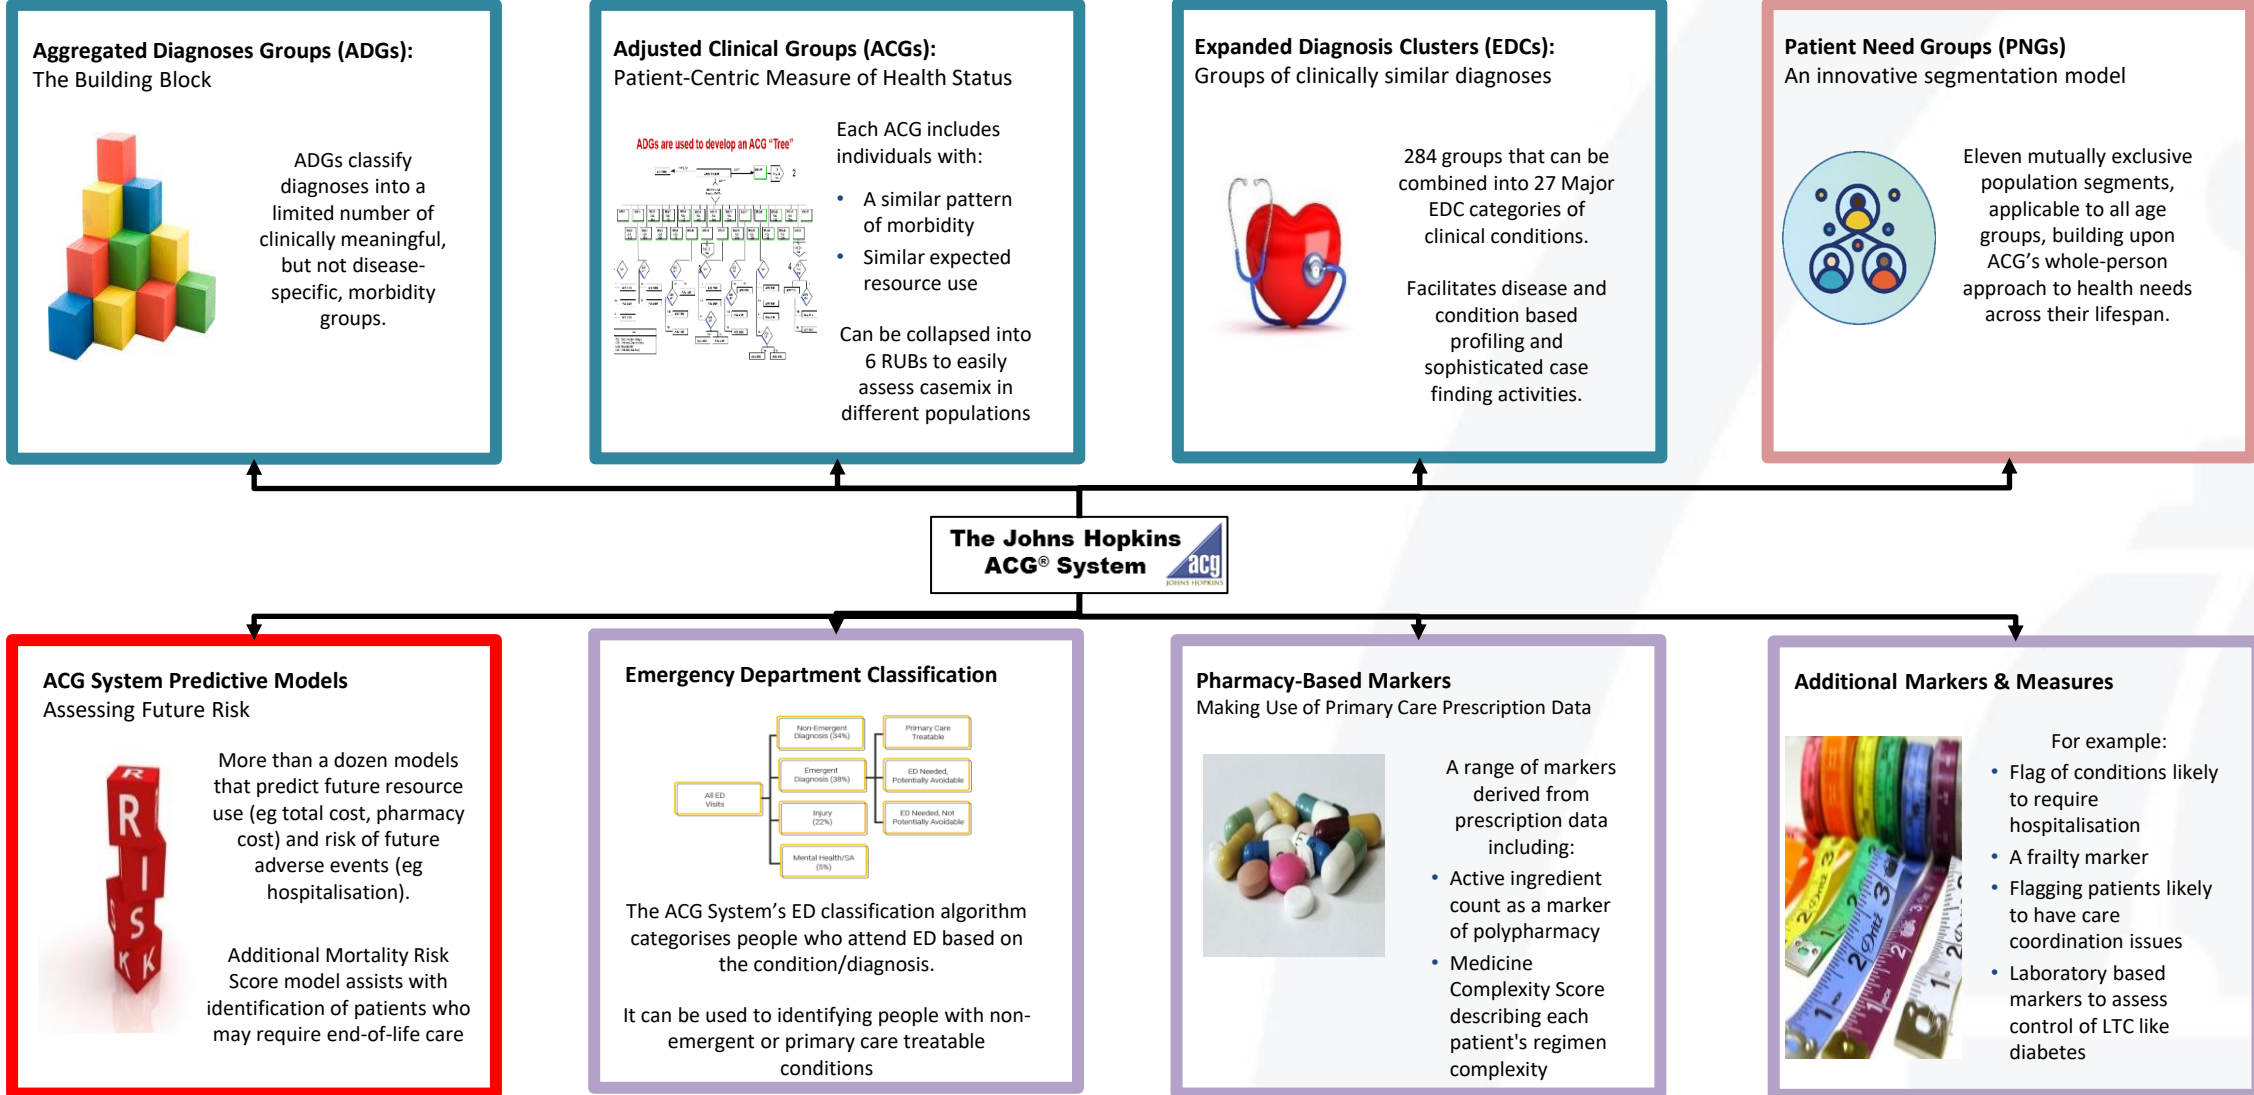 Aggregated Diagnoses Groups (ADGs):
The Building Block
ADGs classify
diagnoses into a
limited number of
clinically meaningful,
but not disease-
specific, morbidity
groups.
Adjusted Clinical Groups (ACGs):
Patient-Centric Measure of Health Status
ADGs are used to develop an ACG "Tree"
Each ACG includes
individuals with:
• A similar pattern
of morbidity
• Similar expected
resource use
Can be collapsed into
6 RUBs to easily
assess casemix in
different populations
Expanded Diagnosis Clusters (EDCs):
Groups of clinically similar diagnoses
284 groups that can be
combined into 27 Major
EDC categories of
clinical conditions.
Facilitates disease and
condition based
profiling and
sophisticated case
finding activities.
Patient Need Groups (PNGs)
An innovative segmentation model
Eleven mutually exclusive
population segments,
applicable to all age
groups, building upon
ACG's whole-person
approach to health needs
across their lifespan.
The Johns Hopkins
ACG® System
acg
JOHNS HOPKINS
ACG System Predictive Models
Assessing Future Risk
R
R
I
S
S
K
K
More than a dozen models
that predict future resource
use (eg total cost, pharmacy
cost) and risk of future
adverse events (eg
hospitalisation).
Additional Mortality Risk
Score model assists with
identification of patients who
may require end-of-life care
Emergency Department Classification
All ED
Visits
Non-Emergent
Diagnosis (34%)
Emergent
Diagnosis (38%)
Injury
(22%)
Mental Health/SA
(5%)
Primary Care
Treatable
ED Needed,
Potentially Avoidable
ED Needed, Not
Potentially Avoidable
The ACG System's ED classification algorithm
categorises people who attend ED based on
the condition/diagnosis.
It can be used to identifying people with non-
emergent or primary care treatable
conditions
Pharmacy-Based Markers
Making Use of Primary Care Prescription Data
A range of markers
derived from
prescription data
including:
• Active ingredient
count as a marker
of polypharmacy
• Medicine
Complexity Score
describing each
patient's regimen
complexity
Additional Markers & Measures
For example:
• Flag of conditions likely
to require
hospitalisation
• A frailty marker
• Flagging patients likely
to have care
coordination issues
• Laboratory based
markers to assess
control of LTC like
diabetes